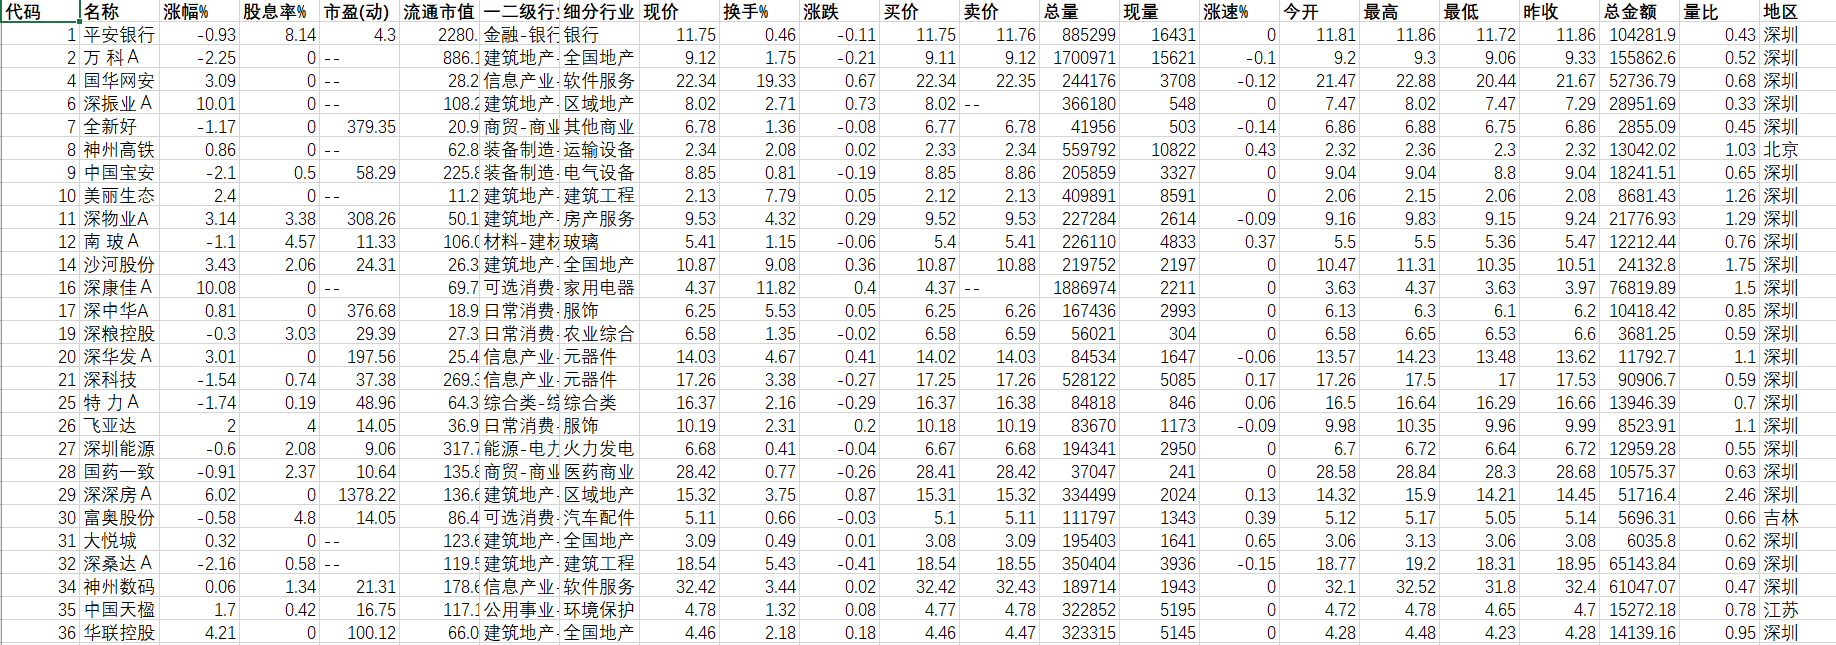 代码 名称 涨幅% 股息率% 市盈(动) 流通市值 一二级行业 细分行业 现价 换手% 涨跌 买价 卖价 总量 现量 涨速% 今开 最高 最低 昨收 总金额 量比 地区
1 平安银行 -0.93 8.14 4.3 2280. 金融-银行 银行 11.75 0.46 -0.11 11.75 11.76 885299 16431 0 11.81 11.86 11.72 11.86 104281.9 0.43 深圳
2 万 科Ａ -2.25 0 -- 886.1 建筑地产- 全国地产 9.12 1.75 -0.21 9.11 9.12 1700971 15621 -0.1 9.2 9.3 9.06 9.33 155862.6 0.52 深圳
4 国华网安 3.09 0 -- 28.2 信息产业- 软件服务 22.34 19.33 0.67 22.34 22.35 244176 3708 -0.12 21.47 22.88 20.44 21.67 52736.79 0.68 深圳
6 深振业Ａ 10.01 0 -- 108.2 建筑地产- 区域地产 8.02 2.71 0.73 8.02 -- 366180 548 0 7.47 8.02 7.47 7.29 28951.69 0.33 深圳
7 全新好 -1.17 0 379.35 20.9 商贸-商业 其他商业 6.78 1.36 -0.08 6.77 6.78 41956 503 -0.14 6.86 6.88 6.75 6.86 2855.09 0.45 深圳
8 神州高铁 0.86 0 -- 62.8 装备制造- 运输设备 2.34 2.08 0.02 2.33 2.34 559792 10822 0.43 2.32 2.36 2.3 2.32 13042.02 1.03 北京
9 中国宝安 -2.1 0.5 58.29 225.8 装备制造- 电气设备 8.85 0.81 -0.19 8.85 8.86 205859 3327 0 9.04 9.04 8.8 9.04 18241.51 0.65 深圳
10 美丽生态 2.4 0 -- 11.2 建筑地产- 建筑工程 2.13 7.79 0.05 2.12 2.13 409891 8591 0 2.06 2.15 2.06 2.08 8681.43 1.26 深圳
11 深物业A 3.14 3.38 308.26 50.1 建筑地产- 房产服务 9.53 4.32 0.29 9.52 9.53 227284 2614 -0.09 9.16 9.83 9.15 9.24 21776.93 1.29 深圳
12 南 玻Ａ -1.1 4.57 11.33 106.0 材料-建材 玻璃 5.41 1.15 -0.06 5.4 5.41 226110 4833 0.37 5.5 5.5 5.36 5.47 12212.44 0.76 深圳
14 沙河股份 3.43 2.06 24.31 26.3 建筑地产- 全国地产 10.87 9.08 0.36 10.87 10.88 219752 2197 0 10.47 11.31 10.35 10.51 24132.8 1.75 深圳
16 深康佳Ａ 10.08 0 -- 69.7 可选消费- 家用电器 4.37 11.82 0.4 4.37 -- 1886974 2211 0 3.63 4.37 3.63 3.97 76819.89 1.5 深圳
17 深中华A 0.81 0 376.68 18.9 日常消费- 服饰 6.25 5.53 0.05 6.25 6.26 167436 2993 0 6.13 6.3 6.1 6.2 10418.42 0.85 深圳
19 深粮控股 -0.3 3.03 29.39 27.3 日常消费- 农业综合 6.58 1.35 -0.02 6.58 6.59 56021 304 0 6.58 6.65 6.53 6.6 3681.25 0.59 深圳
20 深华发Ａ 3.01 0 197.56 25.4 信息产业- 元器件 14.03 4.67 0.41 14.02 14.03 84534 1647 -0.06 13.57 14.23 13.48 13.62 11792.7 1.1 深圳
21 深科技 -1.54 0.74 37.38 269.3 信息产业- 元器件 17.26 3.38 -0.27 17.25 17.26 528122 5085 0.17 17.26 17.5 17 17.53 90906.7 0.59 深圳
25 特 力Ａ -1.74 0.19 48.96 64.3 综合类-综 综合类 16.37 2.16 -0.29 16.37 16.38 84818 846 0.06 16.5 16.64 16.29 16.66 13946.39 0.7 深圳
26 飞亚达 2 4 14.05 36.9 日常消费- 服饰 10.19 2.31 0.2 10.18 10.19 83670 1173 -0.09 9.98 10.35 9.96 9.99 8523.91 1.1 深圳
27 深圳能源 -0.6 2.08 9.06 317.7 能源-电力 火力发电 6.68 0.41 -0.04 6.67 6.68 194341 2950 0 6.7 6.72 6.64 6.72 12959.28 0.55 深圳
28 国药一致 -0.91 2.37 10.64 135.8 商贸-商业 医药商业 28.42 0.77 -0.26 28.41 28.42 37047 241 0 28.58 28.84 28.3 28.68 10575.37 0.63 深圳
29 深深房Ａ 6.02 0 1378.22 136.6 建筑地产- 区域地产 15.32 3.75 0.87 15.31 15.32 334499 2024 0.13 14.32 15.9 14.21 14.45 51716.4 2.46 深圳
30 富奥股份 -0.58 4.8 14.05 86.4 可选消费- 汽车配件 5.11 0.66 -0.03 5.1 5.11 111797 1343 0.39 5.12 5.17 5.05 5.14 5696.31 0.66 吉林
31 大悦城 0.32 0 -- 123.6 建筑地产- 全国地产 3.09 0.49 0.01 3.08 3.09 195403 1641 0.65 3.06 3.13 3.06 3.08 6035.8 0.62 深圳
32 深桑达Ａ -2.16 0.58 -- 119.5 建筑地产- 建筑工程 18.54 5.43 -0.41 18.54 18.55 350404 3936 -0.15 18.77 19.2 18.31 18.95 65143.84 0.69 深圳
34 神州数码 0.06 1.34 21.31 178.6 信息产业- 软件服务 32.42 3.44 0.02 32.42 32.43 189714 1943 0 32.1 32.52 31.8 32.4 61047.07 0.47 深圳
35 中国天楹 1.7 0.42 16.75 117.1 公用事业- 环境保护 4.78 1.32 0.08 4.77 4.78 322852 5195 0 4.72 4.78 4.65 4.7 15272.18 0.78 江苏
36 华联控股 4.21 0 100.12 66.0 建筑地产- 全国地产 4.46 2.18 0.18 4.46 4.47 323315 5145 0 4.28 4.48 4.23 4.28 14139.16 0.95 深圳